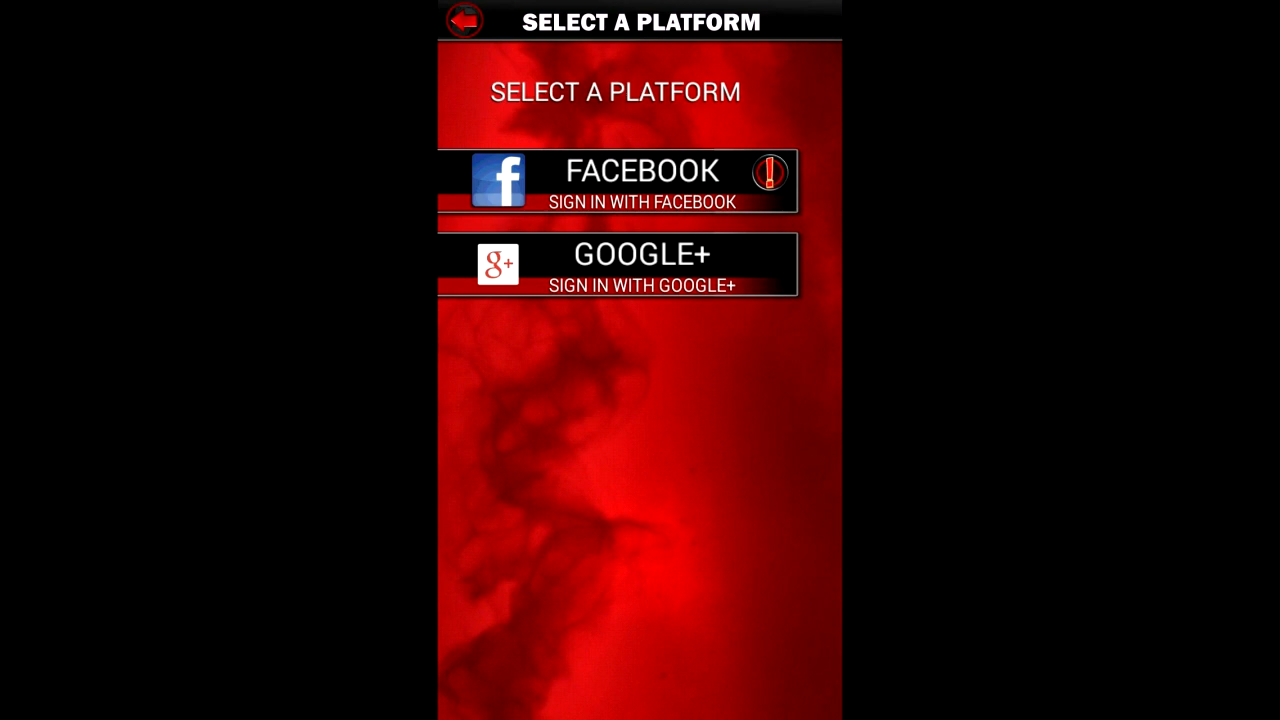 SELECT A PLATFORM
SELECT A PLATFORM
f
FACEBOOK
!
SIGN IN WITH FACEBOOK
g+
GOOGLE+
SIGN IN WITH GOOGLE+